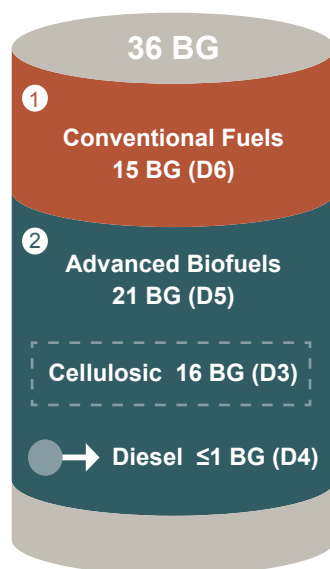 36 BG
1
Conventional Fuels
15 BG (D6)
2
Advanced Biofuels
21 BG (D5)
Cellulosic 16 BG (D3)
Diesel ≤1 BG (D4)